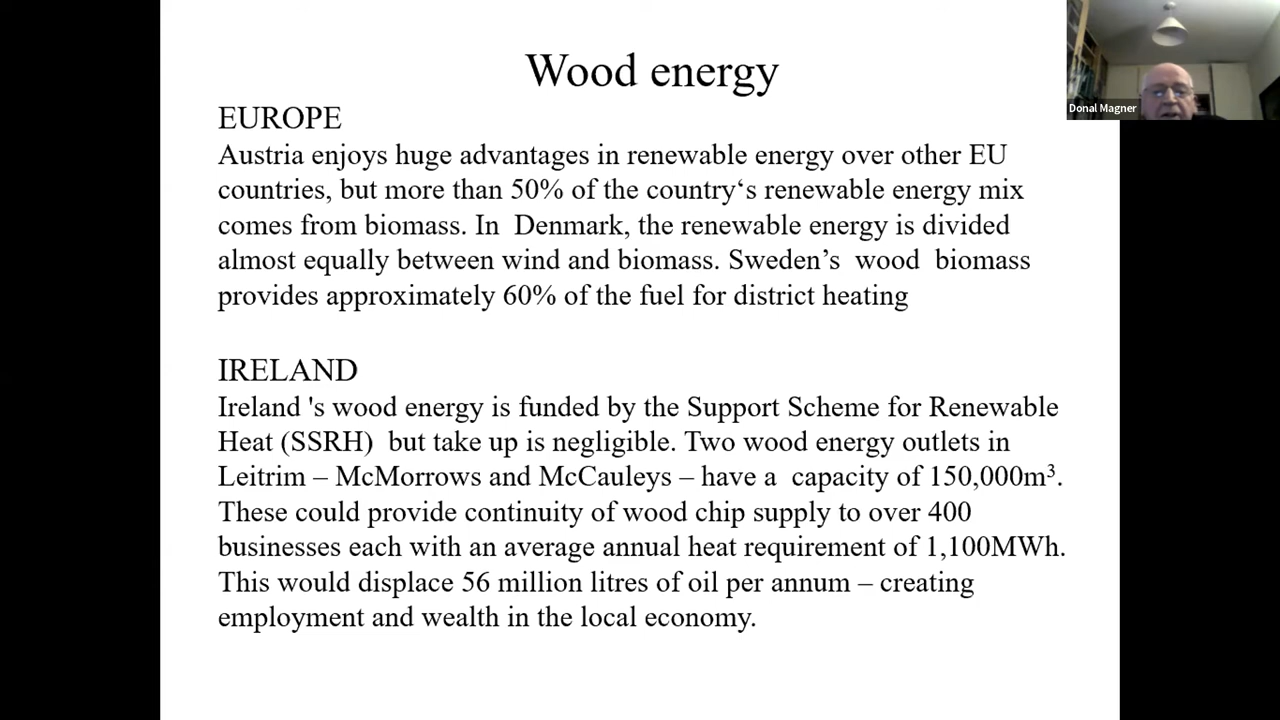 Wood energy
Donal Magner
EUROPE
Austria enjoys huge advantages in renewable energy over other EU
countries, but more than 50% of the country‘s renewable energy mix
comes from biomass. In  Denmark, the renewable energy is divided
almost equally between wind and biomass. Sweden’s  wood  biomass
provides approximately 60% of the fuel for district heating
IRELAND
Ireland 's wood energy is funded by the Support Scheme for Renewable
Heat (SSRH)  but take up is negligible. Two wood energy outlets in
Leitrim – McMorrows and McCauleys – have a  capacity of 150,000m³.
These could provide continuity of wood chip supply to over 400
businesses each with an average annual heat requirement of 1,100MWh.
This would displace 56 million litres of oil per annum – creating
employment and wealth in the local economy.